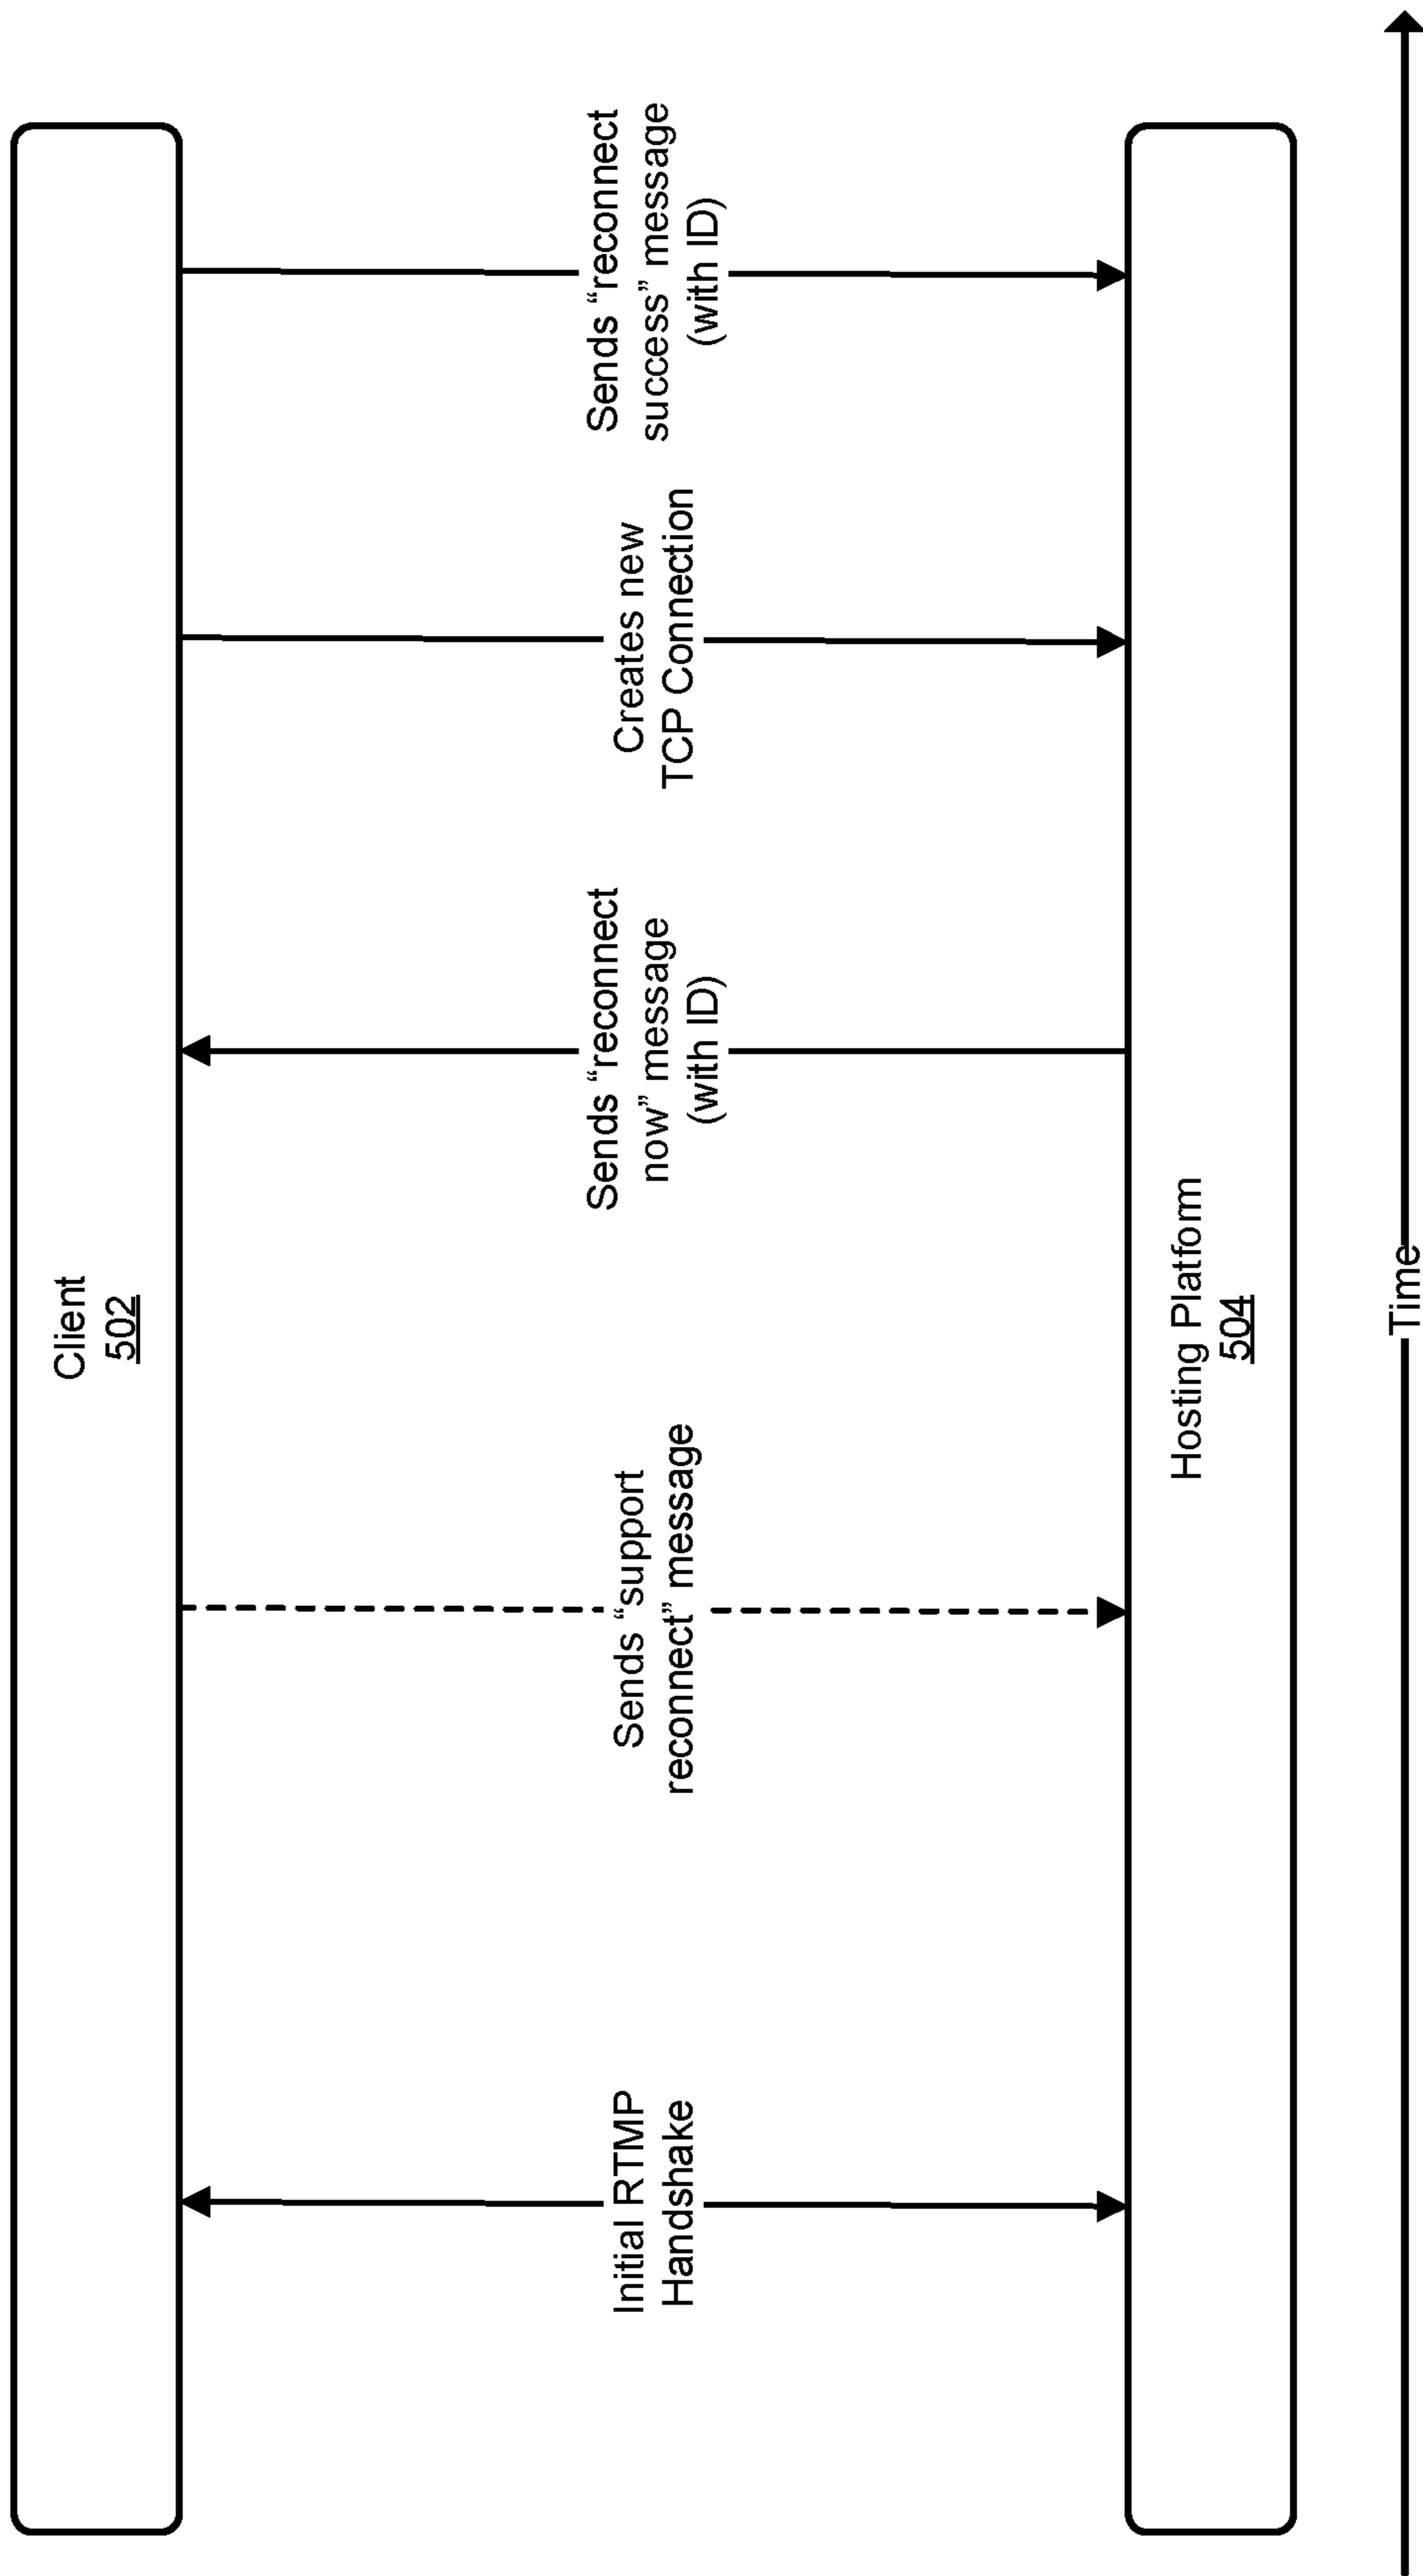 Client
502
Initial RTMP
Handshake
Sends “support
reconnect” message
Sends “reconnect
now” message
(with ID)
Creates new
TCP Connection
Sends “reconnect
success” message
(with ID)
Hosting Platform
504
Time